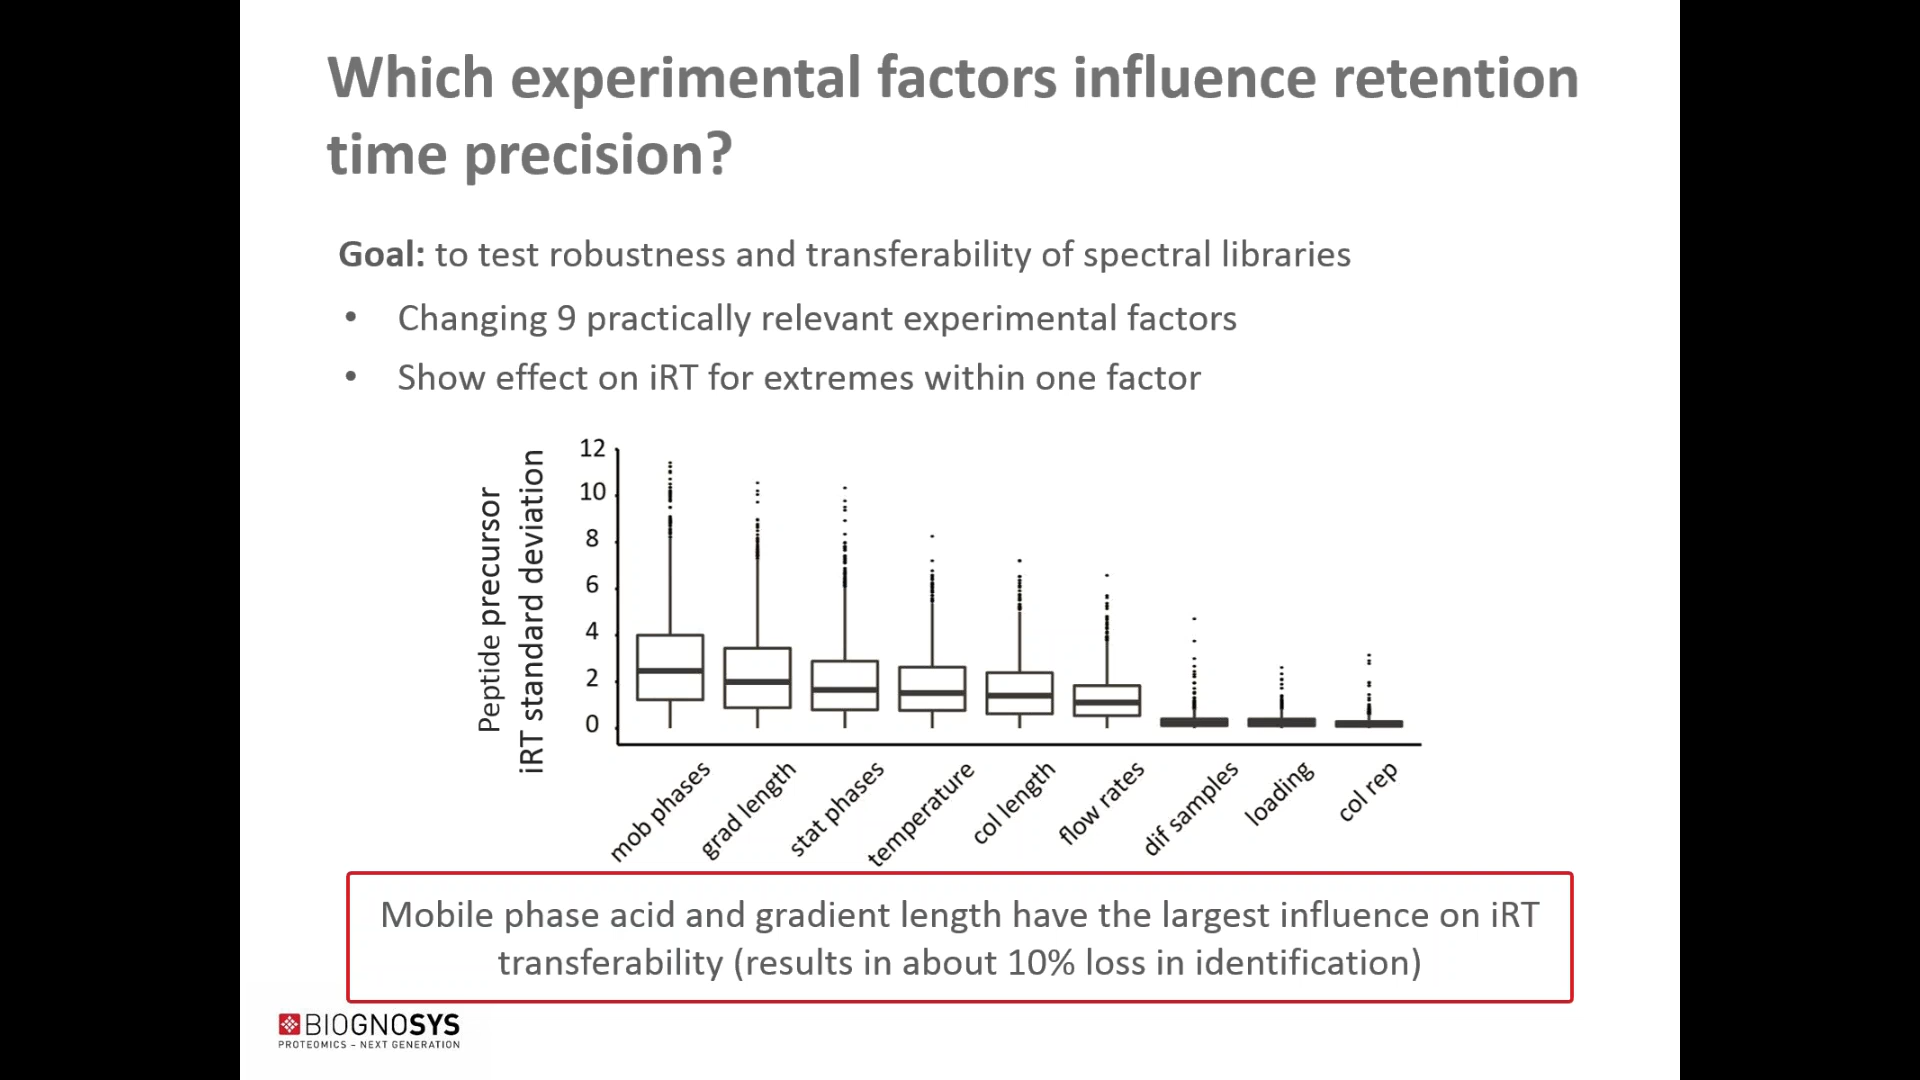 Which experimental factors influence retention
time precision?
Goal: to test robustness and transferability of spectral libraries
• Changing 9 practically relevant experimental factors
• Show effect on iRT for extremes within one factor
Peptide precursor
iRT standard deviation
12
10
8
6
4
2
0
mob phases
grad length
stat phases
temperature
col length
flow rates
dif samples
loading
col rep
Mobile phase acid and gradient length have the largest influence on iRT
transferability (results in about 10% loss in identification)
BIOGNOSYS
PROTEOMICS – NEXT GENERATION